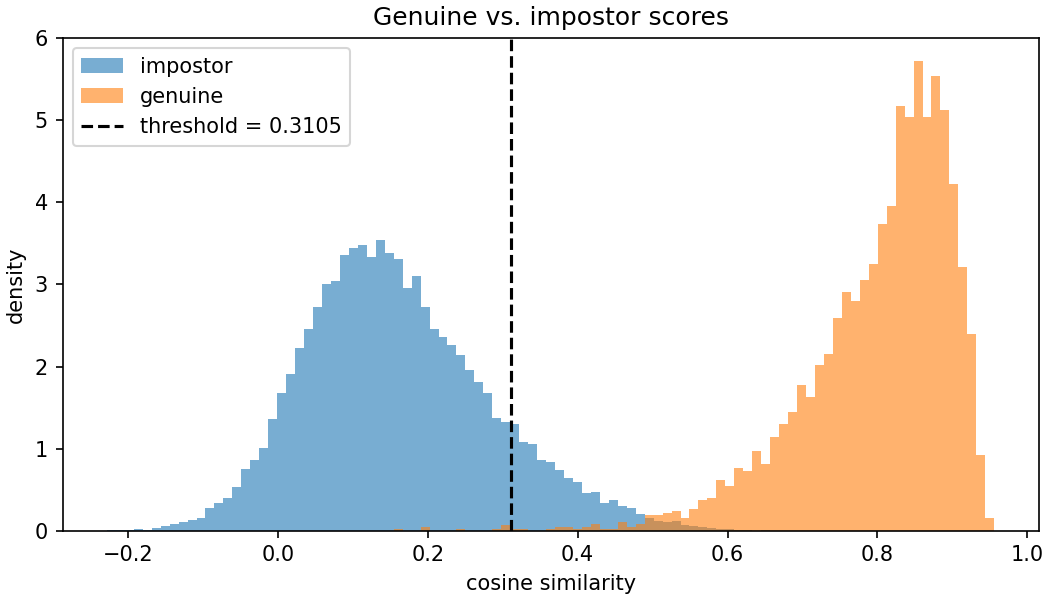 Genuine vs. impostor scores
impostor
genuine
threshold = 0.3105
density
6
5
4
3
2
1
0
−0.2 0.0 0.2 0.4 0.6 0.8 1.0
cosine similarity